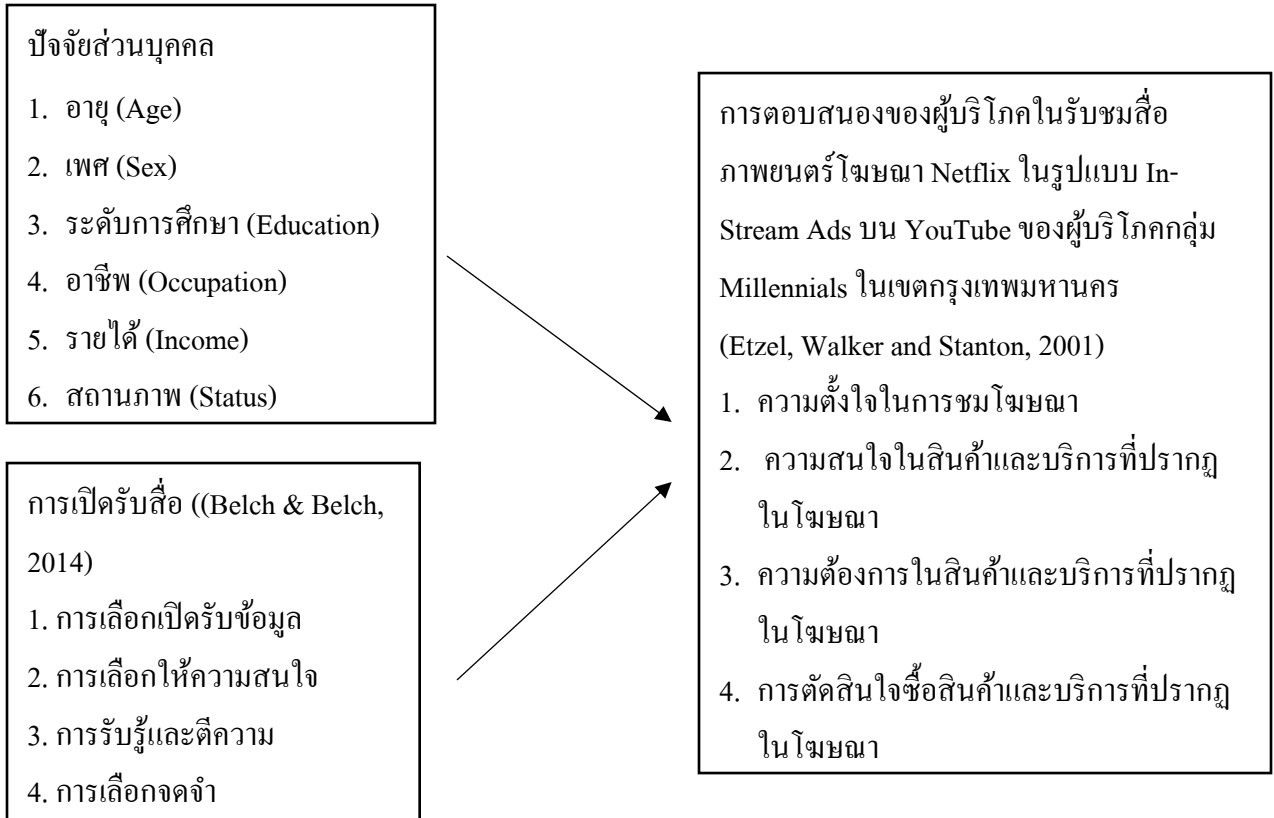 ปัจจัยส่วนบุคคล
1. อายุ (Age)
2. เพศ (Sex)
3. ระดับการศึกษา (Education)
4. อาชีพ (Occupation)
5. รายได้ (Income)
6. สถานภาพ (Status)
การเปิดรับสื่อ ((Belch & Belch,
2014)
1. การเลือกเปิดรับข้อมูล
2. การเลือกให้ความสนใจ
3. การรับรู้และตีความ
4. การเลือกจดจำ
การตอบสนองของผู้บริโภคในรับชมสื่อ
ภาพยนตร์โฆษณา Netflix ในรูปแบบ In-
Stream Ads บน YouTube ของผู้บริโภคกลุ่ม
Millennials ในเขตกรุงเทพมหานคร
(Etzel, Walker and Stanton, 2001)
1. ความตั้งใจในการชมโฆษณา
2. ความสนใจในสินค้าและบริการที่ปรากฏ
ในโฆษณา
3. ความต้องการในสินค้าและบริการที่ปรากฏ
ในโฆษณา
4. การตัดสินใจซื้อสินค้าและบริการที่ปรากฏ
ในโฆษณา